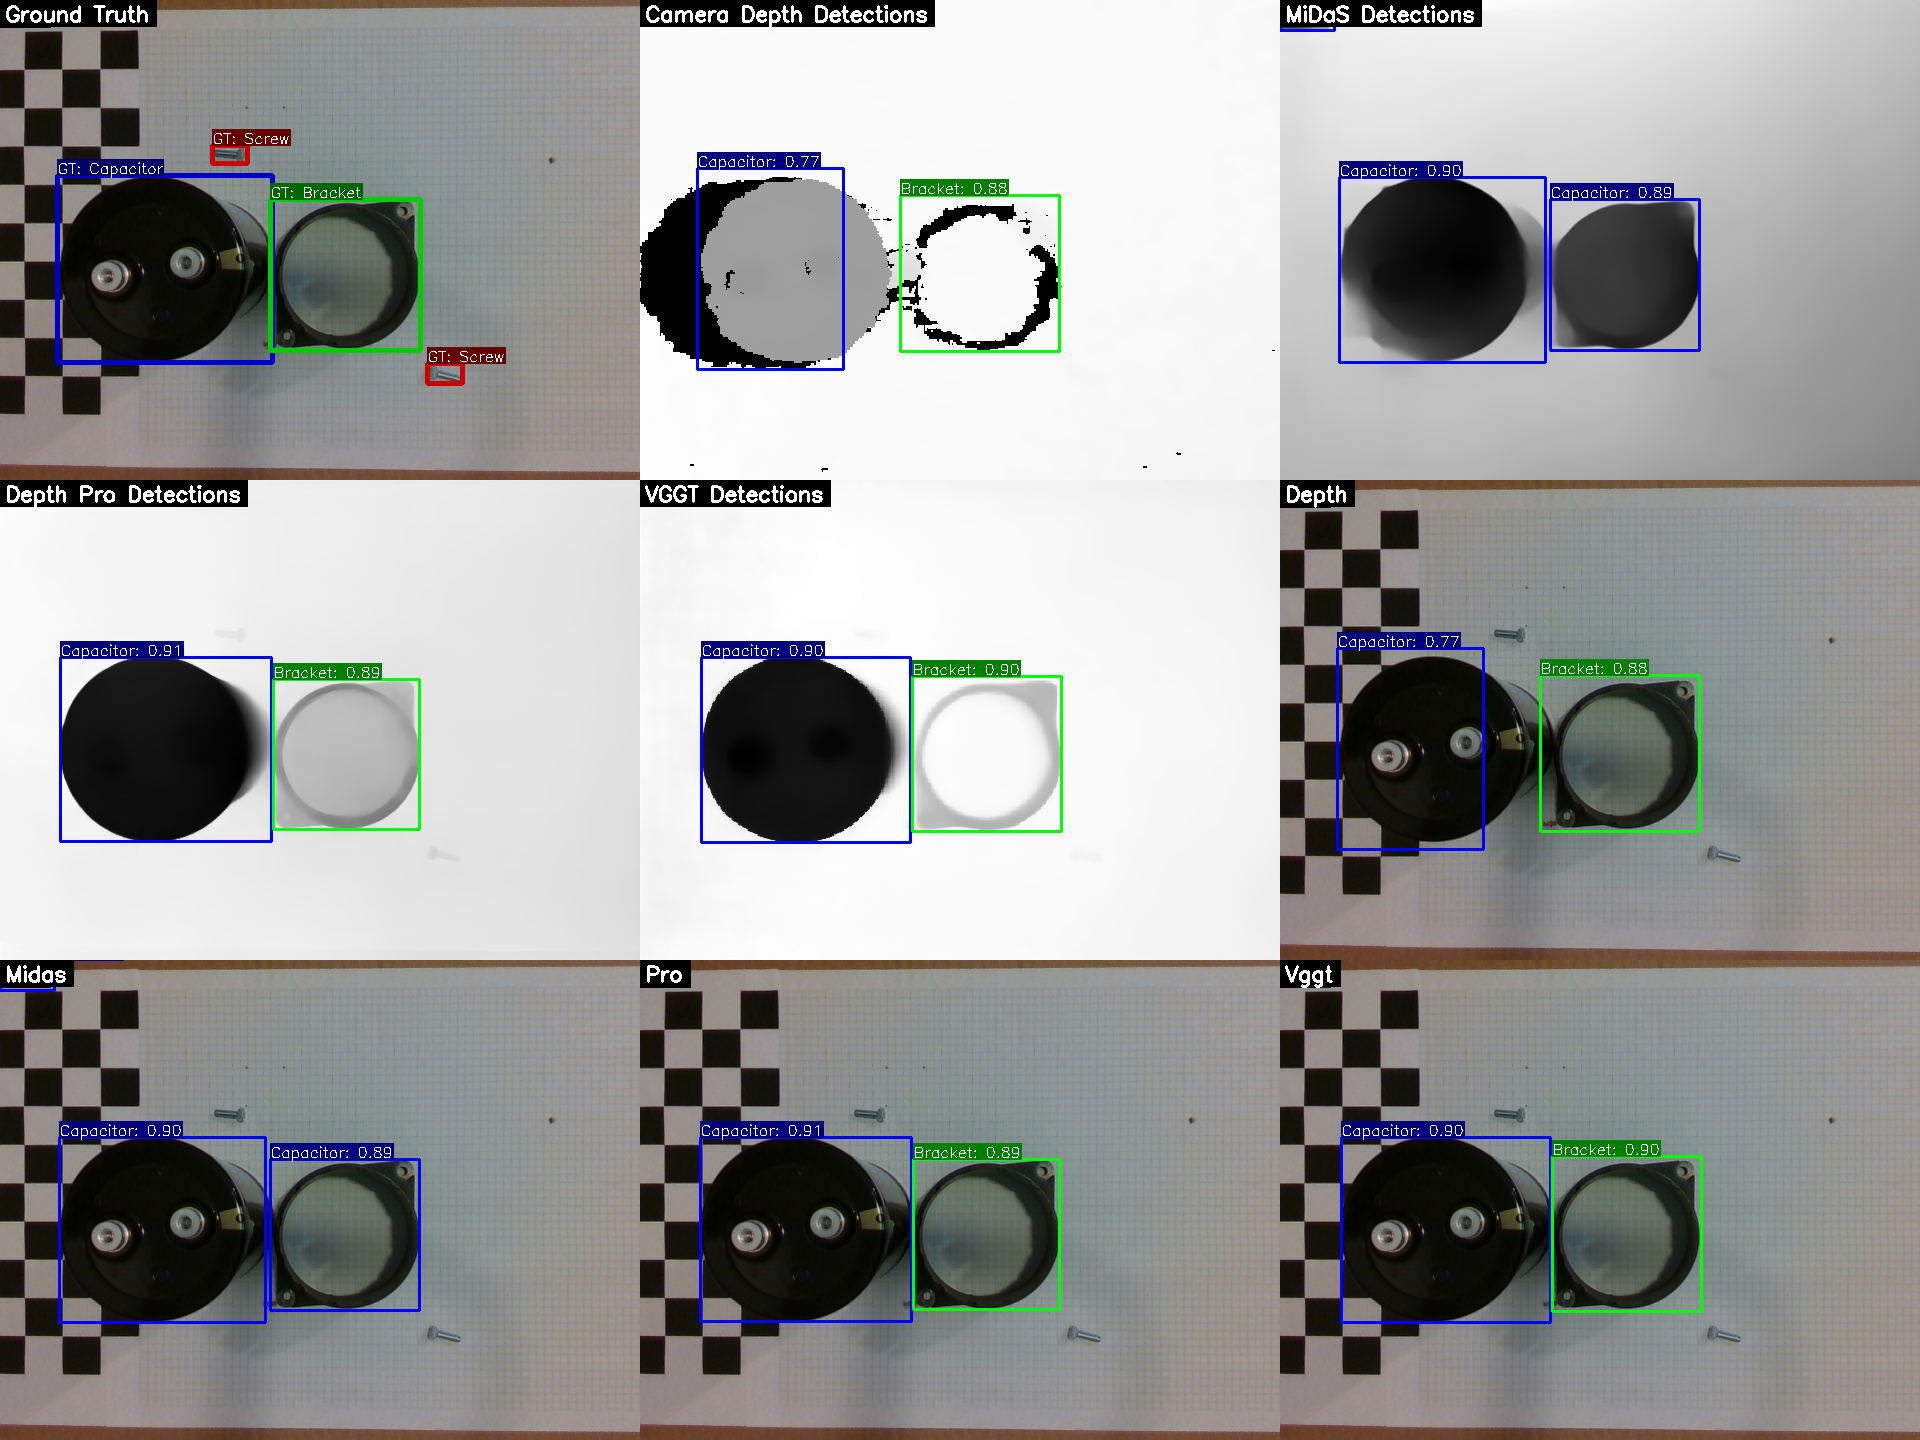 Ground Truth
GT: Screw
GT: Capacitor
GT: Bracket
GT: Screw
Camera Depth Detections
Capacitor: 0.77
Bracket: 0.88
MiDaS Detections
Capacitor: 0.90
Capacitor: 0.89
Depth Pro Detections
Capacitor: 0.91
Bracket: 0.89
VGGT Detections
Capacitor: 0.90
Bracket: 0.90
Depth
Capacitor: 0.77
Bracket: 0.88
Midas
Capacitor: 0.90
Capacitor: 0.89
Pro
Capacitor: 0.91
Bracket: 0.89
Vggt
Capacitor: 0.90
Bracket: 0.90